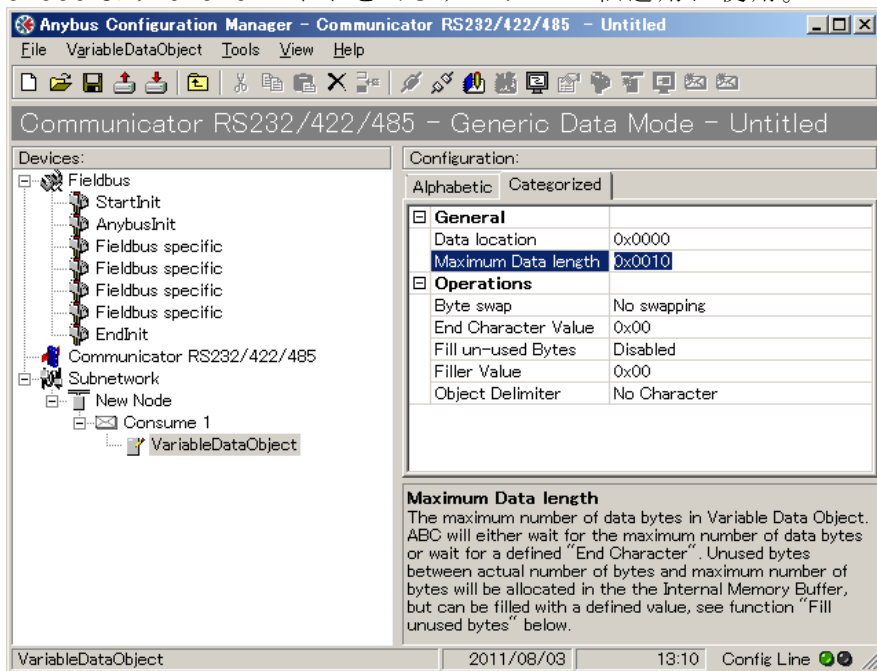 Anybus Configuration Manager - Communicator RS232/422/485 - Untitled
File VariableDataObject Tools View Help
Communicator RS232/422/485 - Generic Data Mode - Untitled
Devices:
Fieldbus
StartInit
AnybusInit
Fieldbus specific
Fieldbus specific
Fieldbus specific
Fieldbus specific
EndInit
Communicator RS232/422/485
Subnetwork
New Node
Consume 1
VariableDataObject
Configuration:
Alphabetic Categorized
General
Data location 0x0000
Maximum Data length 0x0010
Operations
Byte swap No swapping
End Character Value 0x00
Fill un-used Bytes Disabled
Filler Value 0x00
Object Delimiter No Character
Maximum Data length
The maximum number of data bytes in Variable Data Object.
ABC will either wait for the maximum number of data bytes
or wait for a defined "End Character". Unused bytes
between actual number of bytes and maximum number of
bytes will be allocated in the the Internal Memory Buffer,
but can be filled with a defined value, see function "Fill
unused bytes" below.
VariableDataObject 2011/08/03 13:10 Config Line